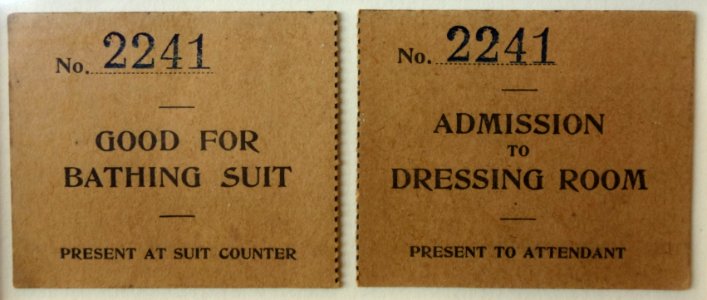 No. 2241
GOOD FOR
BATHING SUIT
PRESENT AT SUIT COUNTER
No. 2241
ADMISSION
TO
DRESSING ROOM
PRESENT TO ATTENDANT